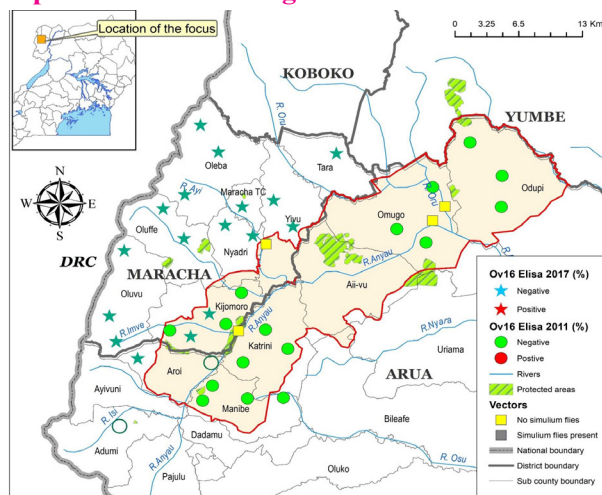 Location of the focus
0 3.25 6.5 13
Kilometers
KOBOKO
YUMBE
R.Oru
Oleba
Tara
R.Oru
Odupi
R. Ayi
Maracha TC
Omugo
Oluffe
Yivu
Nyadri
N
W E
S
DRC
MARACHA
R.Anyau
Aii-vu
Oluvu
Kijomoro
R.Anyau
R.Imve
Katrini
R.Nyara
Uriama
Aroi
ARUA
Ayivuni
Manibe
R. Isi
Bileafe
Adumi
Dadamu
R.Anyau
R. Osu
Pajulu
Oluko
Ov16 Elisa 2017 (%)
Negative
Positive
Ov16 Elisa 2011 (%)
Negative
Postive
Rivers
Protected areas
Vectors
No simulium flies
Simulium flies present
National boundary
District boundary
Sub county boundary